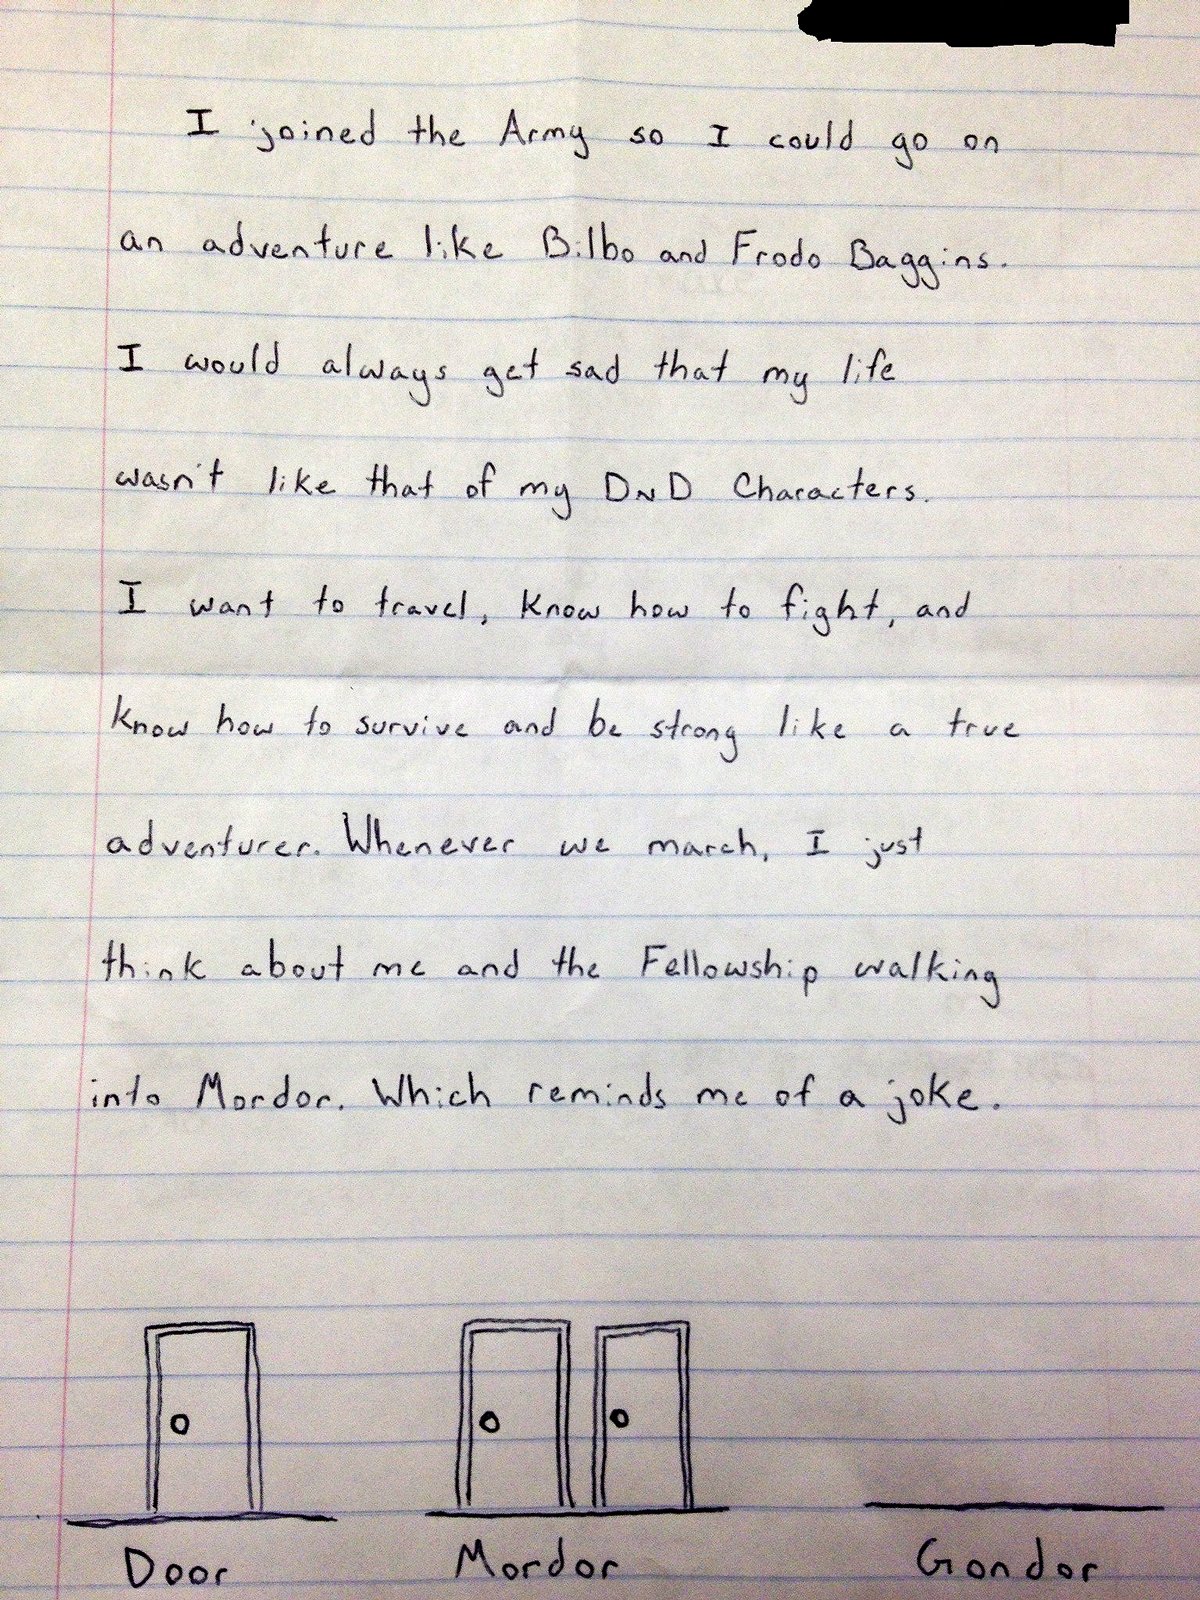 I joined the Army so I could go on
an adventure like Bilbo and Frodo Baggins.
I would always get sad that my life
wasn't like that of my DnD Characters.
I want to travel, know how to fight, and
know how to survive and be strong like a true
adventurer. Whenever we march, I just
think about me and the Fellowship walking
into Mordor. Which reminds me of a joke.
Door Mordor Gondor